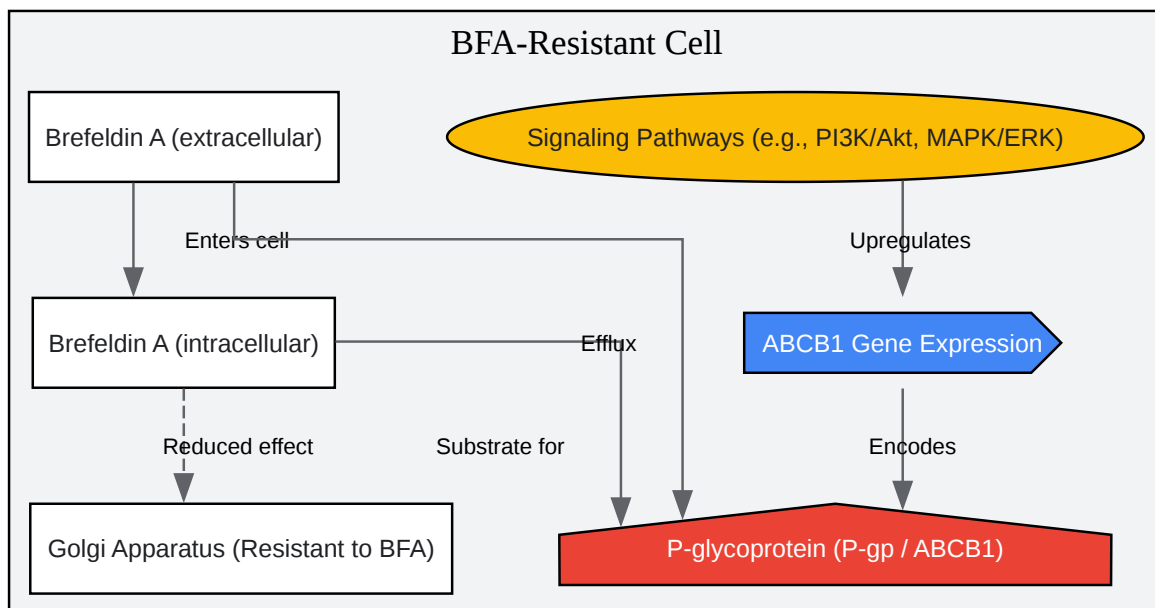 BFA-Resistant Cell
Brefeldin A (extracellular)
Signaling Pathways (e.g., PI3K/Akt, MAPK/ERK)
Enters cell
Upregulates
Brefeldin A (intracellular)
Efflux
ABCB1 Gene Expression
Reduced effect
Substrate for
Encodes
Golgi Apparatus (Resistant to BFA)
P-glycoprotein (P-gp / ABCB1)